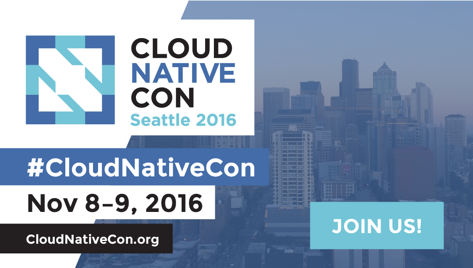 CLOUD
NATIVE
CON
Seattle 2016
#CloudNativeCon
Nov 8–9, 2016
CloudNativeCon.org
JOIN US!